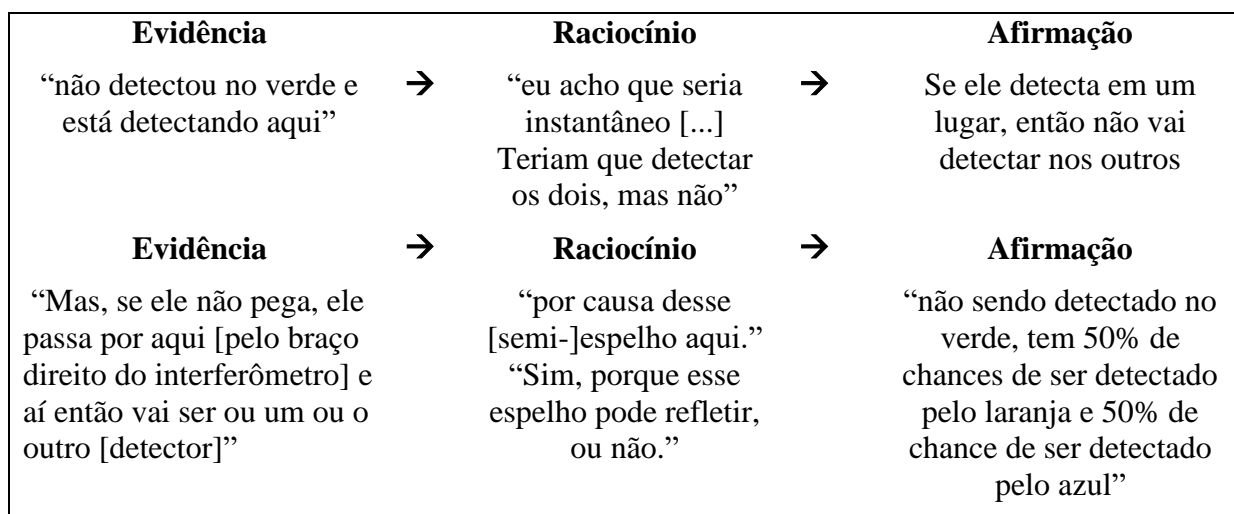 Evidência Raciocínio Afirmação
“não detectou no verde e → “eu acho que seria → Se ele detecta em um
está detectando aqui” instantâneo [...] lugar, então não vai
Teriam que detectar detectar nos outros
os dois, mas não”
Evidência → Raciocínio → Afirmação
“Mas, se ele não pega, ele “por causa desse “não sendo detectado no
passa por aqui [pelo braço [semi-]espelho aqui.” verde, tem 50% de
direito do interferômetro] e “Sim, porque esse chances de ser detectado
aí então vai ser ou um ou o espelho pode refletir, pelo laranja e 50% de
outro [detector]” ou não.” chance de ser detectado
pelo azul”